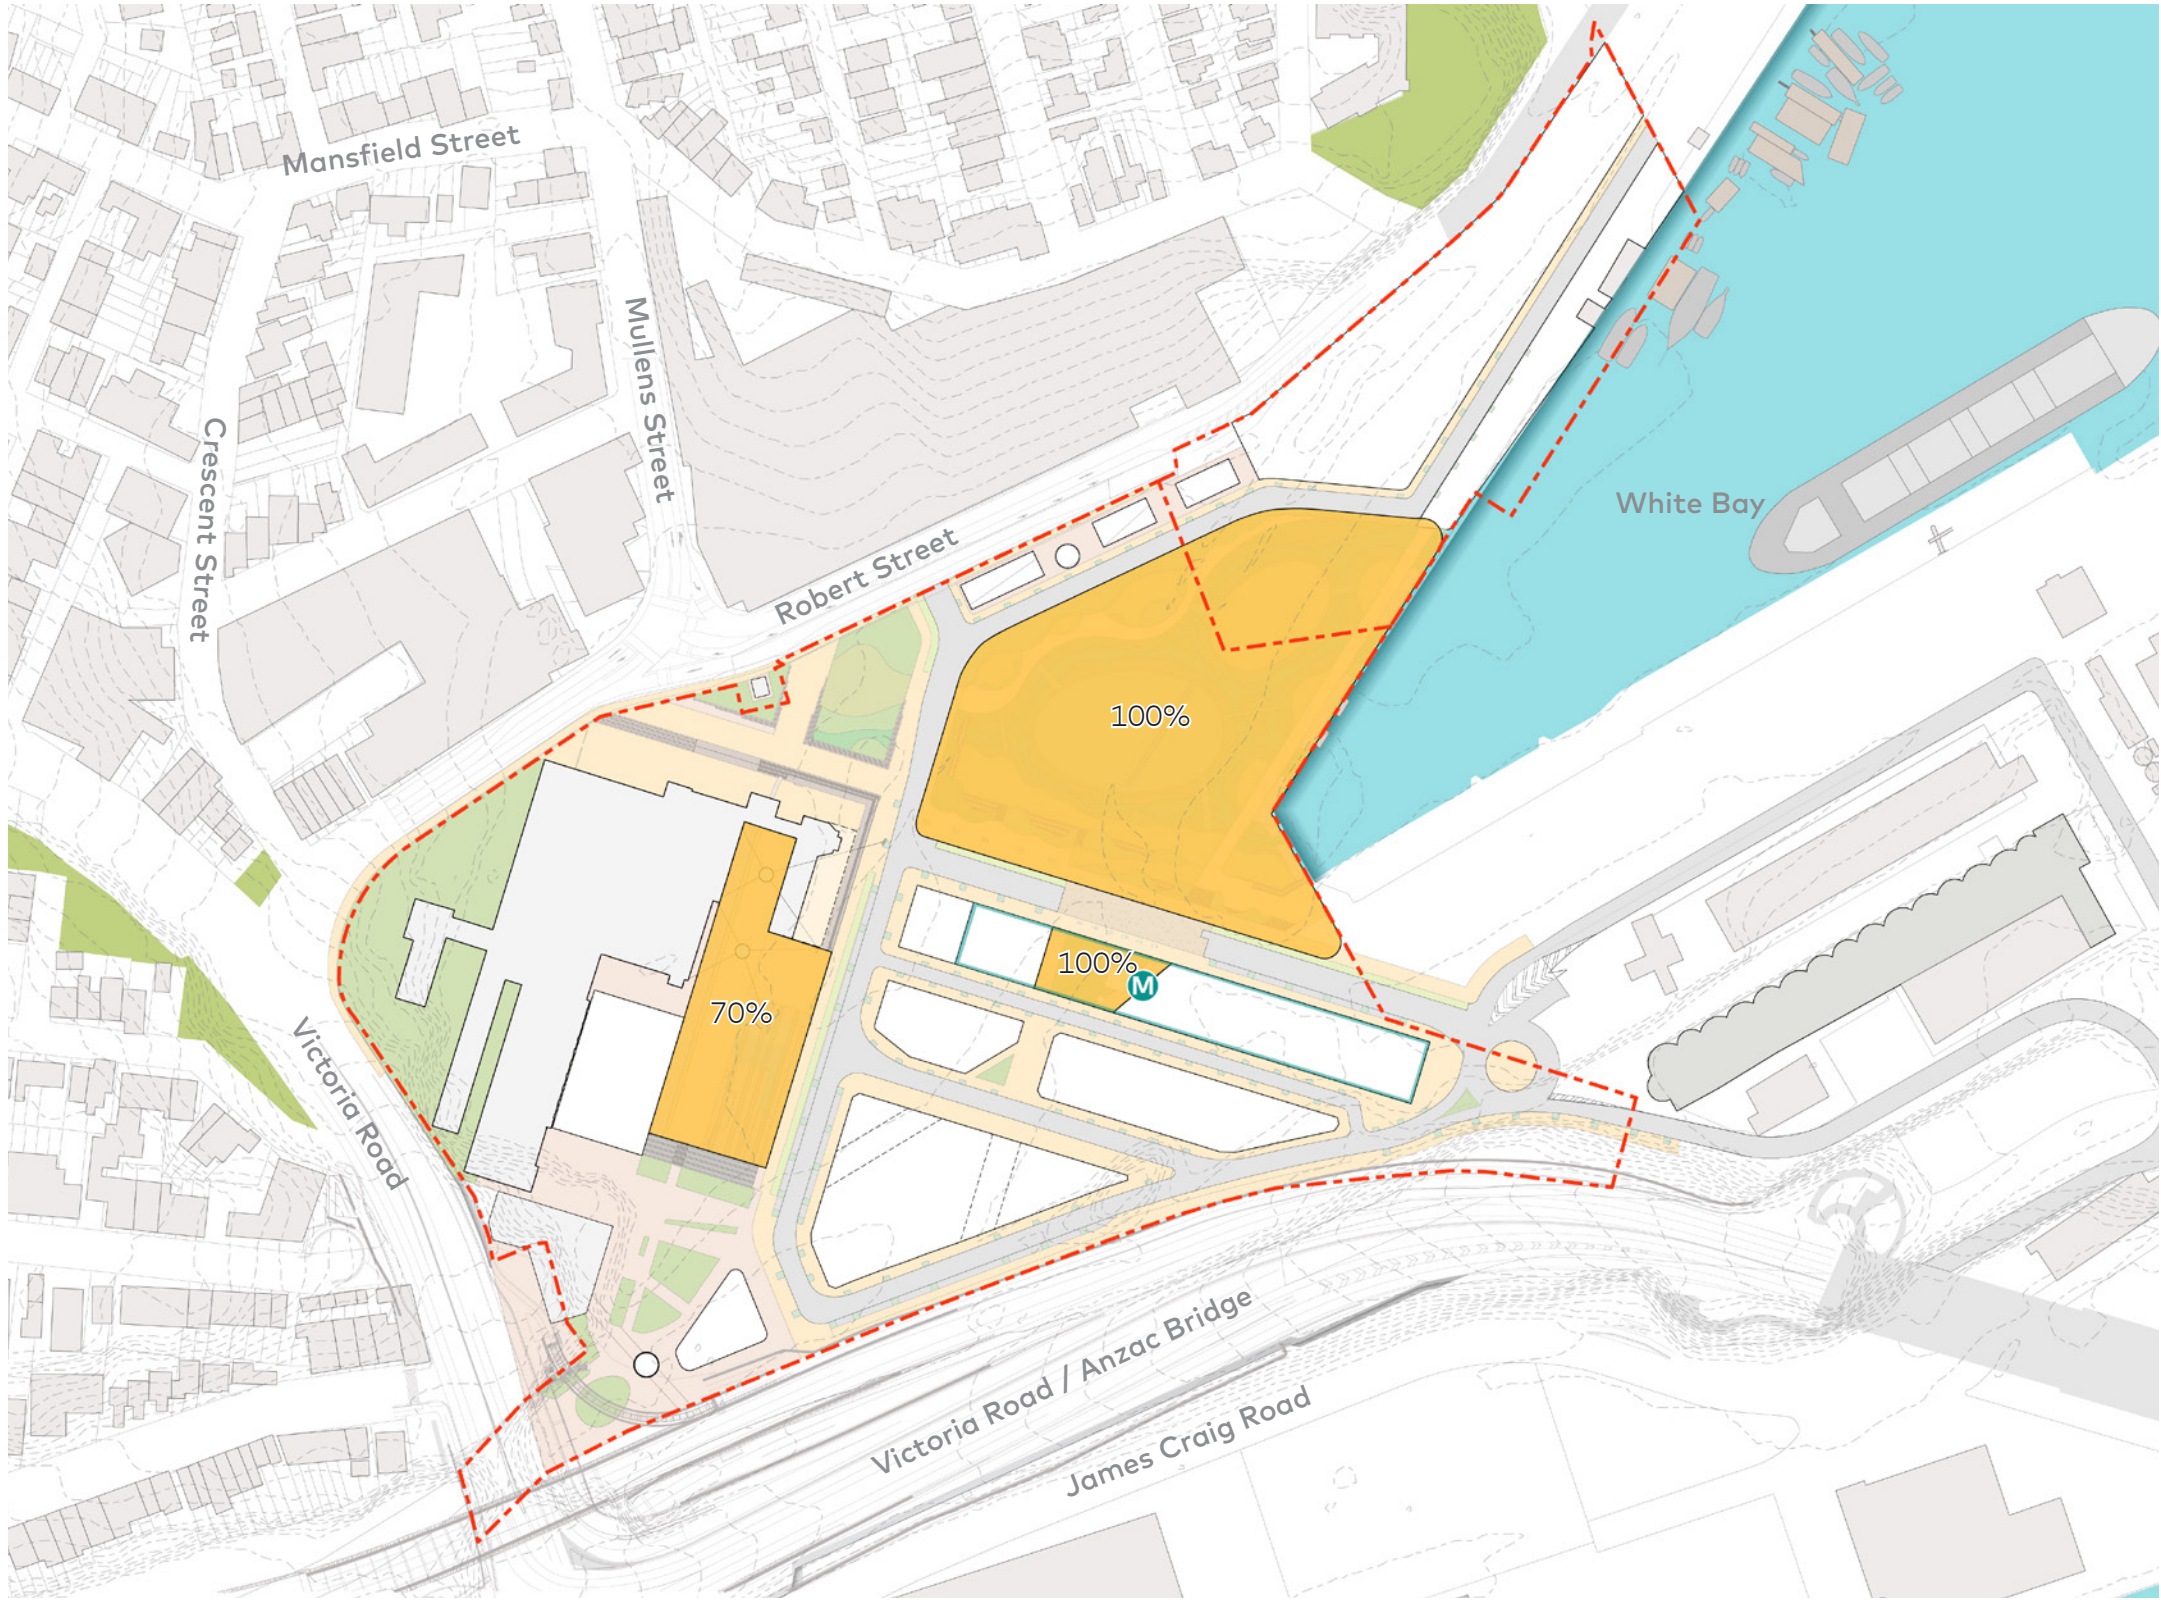 Mansfield Street
Mullens Street
Crescent Street
White Bay
Robert Street
100%
100%
M
70%
Victoria Road
Victoria Road / Anzac Bridge
James Craig Road